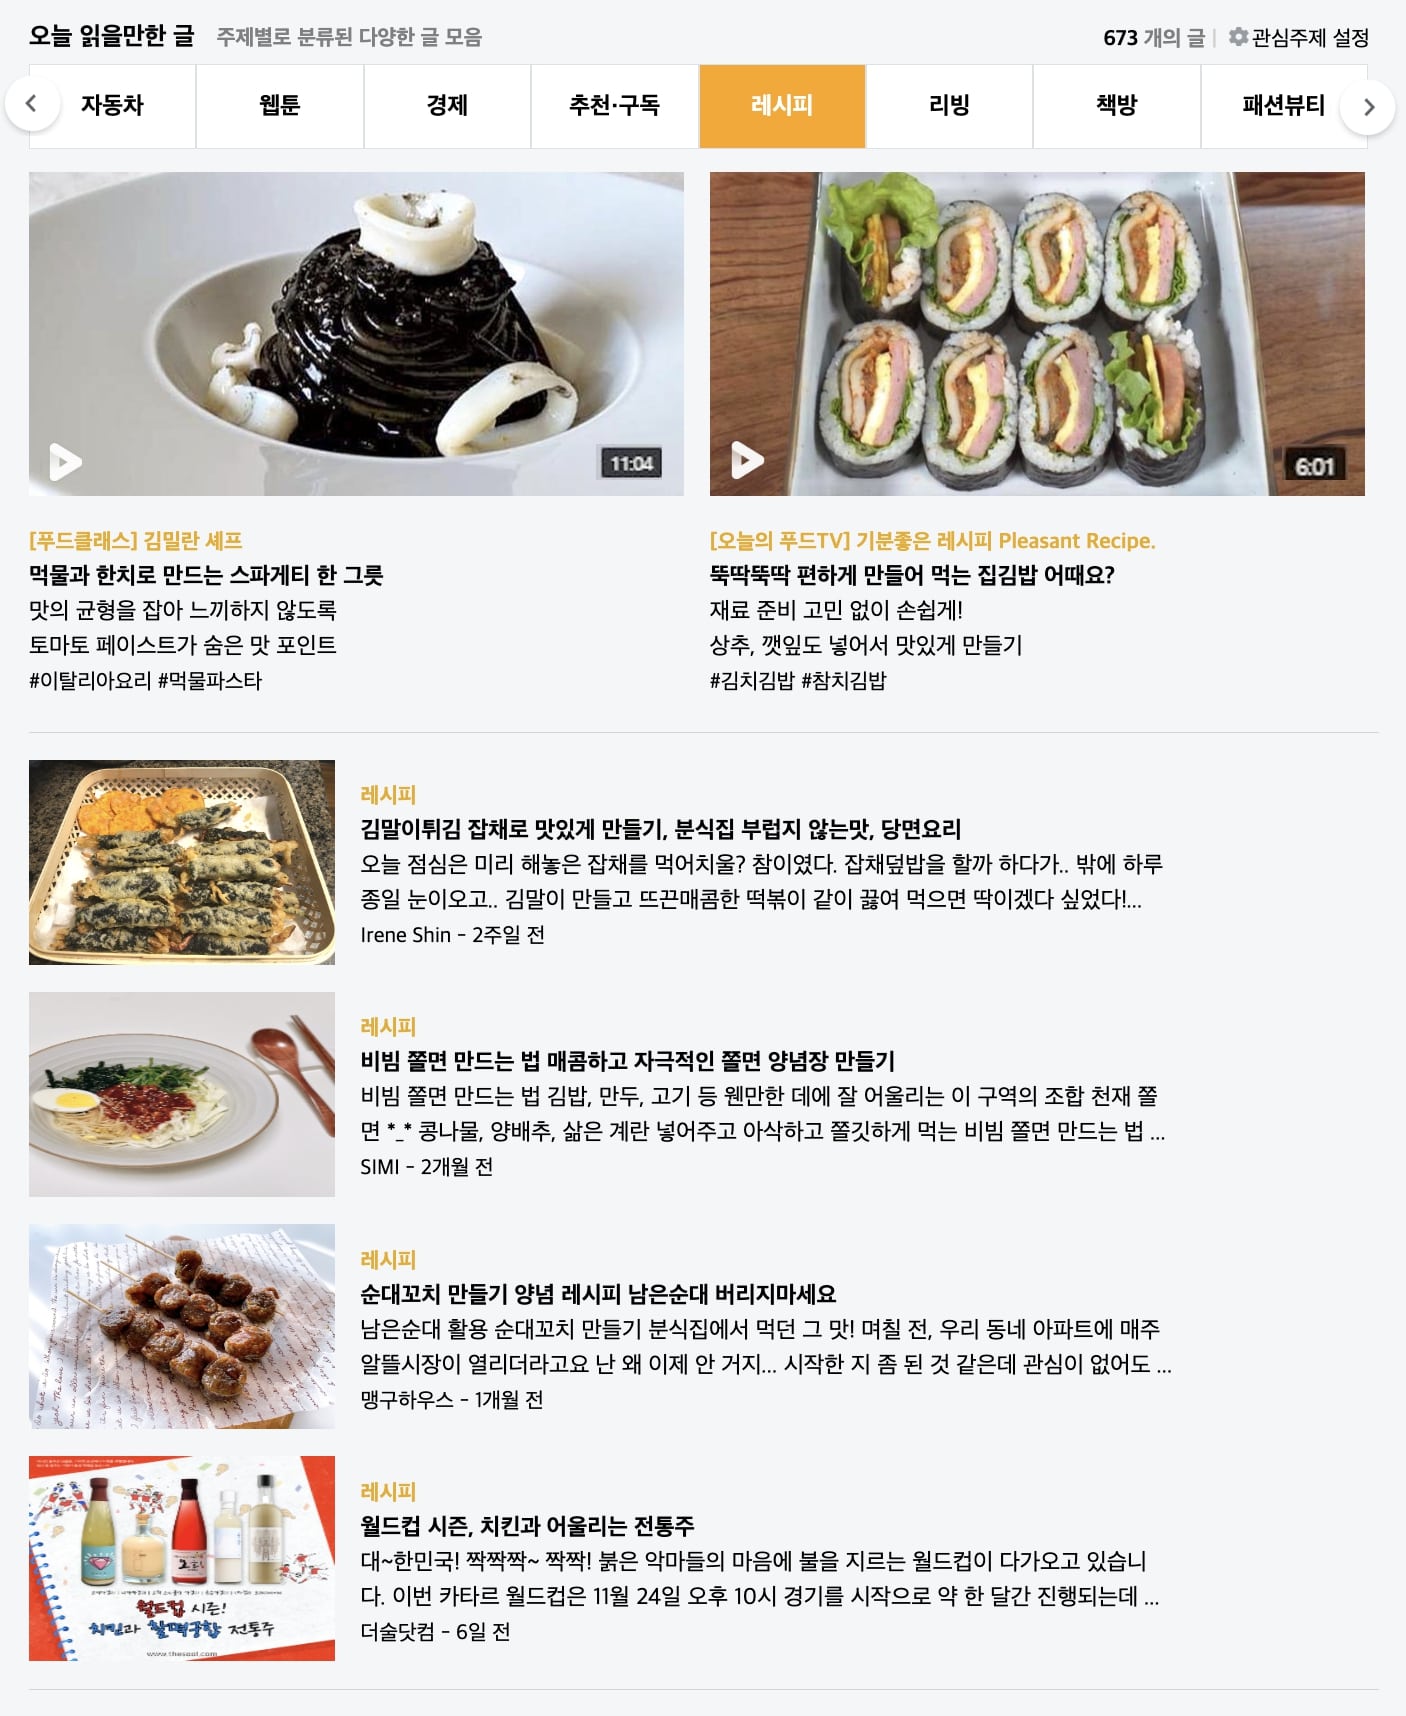 오늘 읽을만한 글 주제별로 분류된 다양한 글 모음 673 개의 글 관심주제 설정
자동차 웹툰 경제 추천·구독 레시피 리빙 책방 패션뷰티
11:04
6:01
[푸드클래스] 김밀란 셰프
먹물과 한치로 만드는 스파게티 한 그릇
맛의 균형을 잡아 느끼하지 않도록
토마토 페이스트가 숨은 맛 포인트
#이탈리아요리 #먹물파스타
[오늘의 푸드TV] 기분좋은 레시피 Pleasant Recipe.
뚝딱뚝딱 편하게 만들어 먹는 집김밥 어때요?
재료 준비 고민 없이 손쉽게!
상추, 깻잎도 넣어서 맛있게 만들기
#김치김밥 #참치김밥
레시피
김말이튀김 잡채로 맛있게 만들기, 분식집 부럽지 않는맛, 당면요리
오늘 점심은 미리 해놓은 잡채를 먹어치울? 참이였다. 잡채덮밥을 할까 하다가.. 밖에 하루
종일 눈이오고.. 김말이 만들고 뜨끈매콤한 떡볶이 같이 끓여 먹으면 딱이겠다 싶었다!...
Irene Shin - 2주일 전
레시피
비빔 쫄면 만드는 법 매콤하고 자극적인 쫄면 양념장 만들기
비빔 쫄면 만드는 법 김밥, 만두, 고기 등 웬만한 데에 잘 어울리는 이 구역의 조합 천재 쫄
면 *_* 콩나물, 양배추, 삶은 계란 넣어주고 아삭하고 쫄깃하게 먹는 비빔 쫄면 만드는 법 ...
SIMI - 2개월 전
레시피
순대꼬치 만들기 양념 레시피 남은순대 버리지마세요
남은순대 활용 순대꼬치 만들기 분식집에서 먹던 그 맛! 며칠 전, 우리 동네 아파트에 매주
알뜰시장이 열리더라고요 난 왜 이제 안 거지... 시작한 지 좀 된 것 같은데 관심이 없어도 ...
맹구하우스 - 1개월 전
월드컵 시즌!
치킨과 찰떡궁합 전통주
www.thesool.com
레시피
월드컵 시즌, 치킨과 어울리는 전통주
대~한민국! 짝짝짝~ 짝짝! 붉은 악마들의 마음에 불을 지르는 월드컵이 다가오고 있습니
다. 이번 카타르 월드컵은 11월 24일 오후 10시 경기를 시작으로 약 한 달간 진행되는데 ...
더술닷컴 - 6일 전